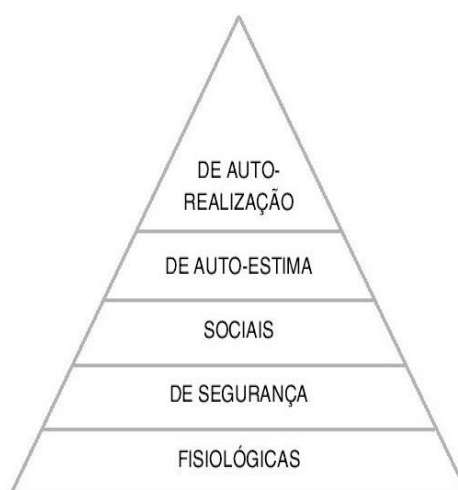 DE AUTO-
REALIZAÇÃO
DE AUTO-ESTIMA
SOCIAIS
DE SEGURANÇA
FISIOLÓGICAS